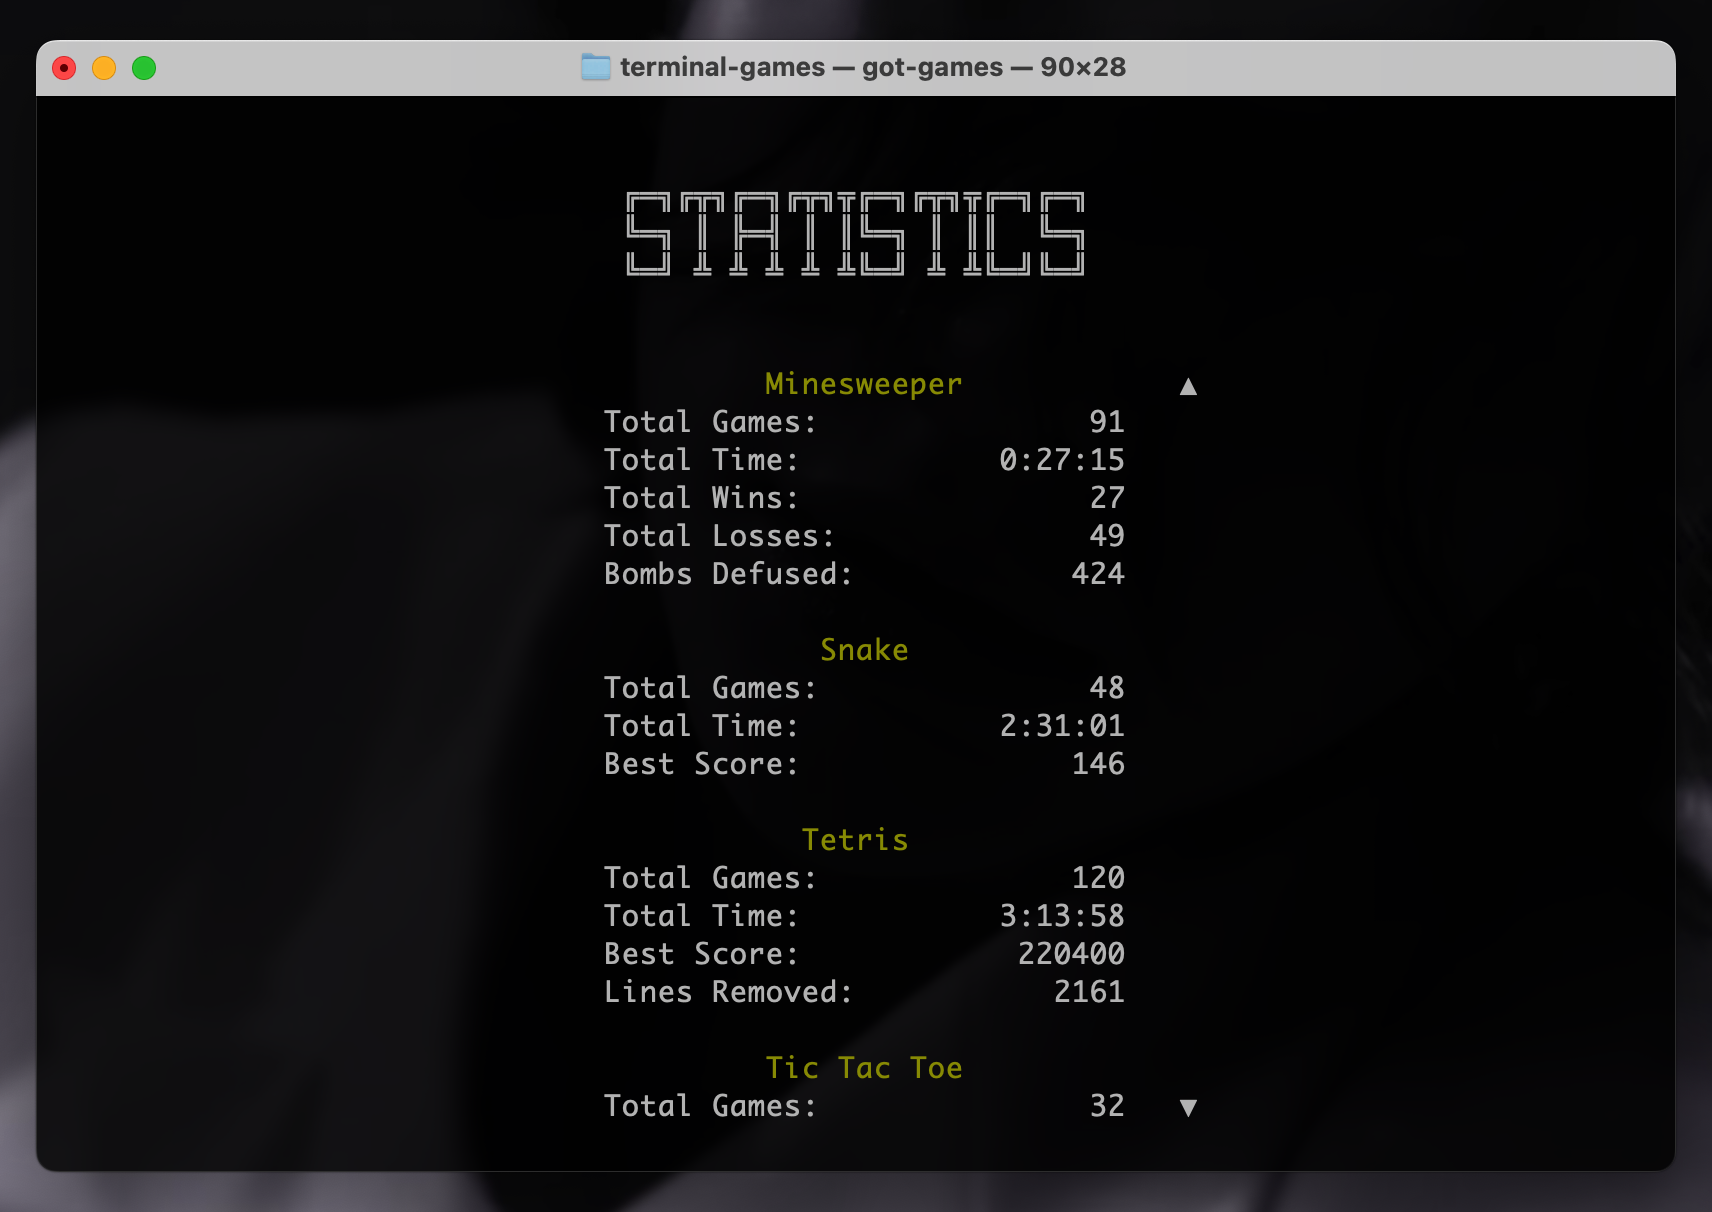 terminal-games — got-games — 90×28
STATISTICS
Minesweeper ▲
Total Games: 91
Total Time: 0:27:15
Total Wins: 27
Total Losses: 49
Bombs Defused: 424
Snake
Total Games: 48
Total Time: 2:31:01
Best Score: 146
Tetris
Total Games: 120
Total Time: 3:13:58
Best Score: 220400
Lines Removed: 2161
Tic Tac Toe
Total Games: 32 ▼